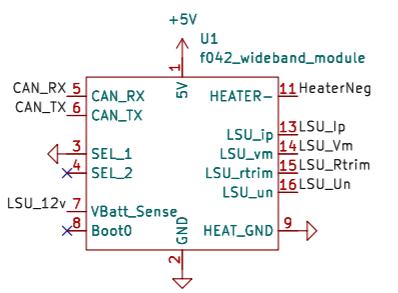 +5V
U1
f042_wideband_module
1
5V
CAN_RX 5 CAN_RX
CAN_TX 6 CAN_TX
3 SEL_1
4 SEL_2
LSU_12v 7 VBatt_Sense
8 Boot0
HEATER- 11 HeaterNeg
LSU_ip 13 LSU_Ip
LSU_vm 14 LSU_Vm
LSU_rtrim 15 LSU_Rtrim
LSU_un 16 LSU_Un
HEAT_GND 9
GND
2